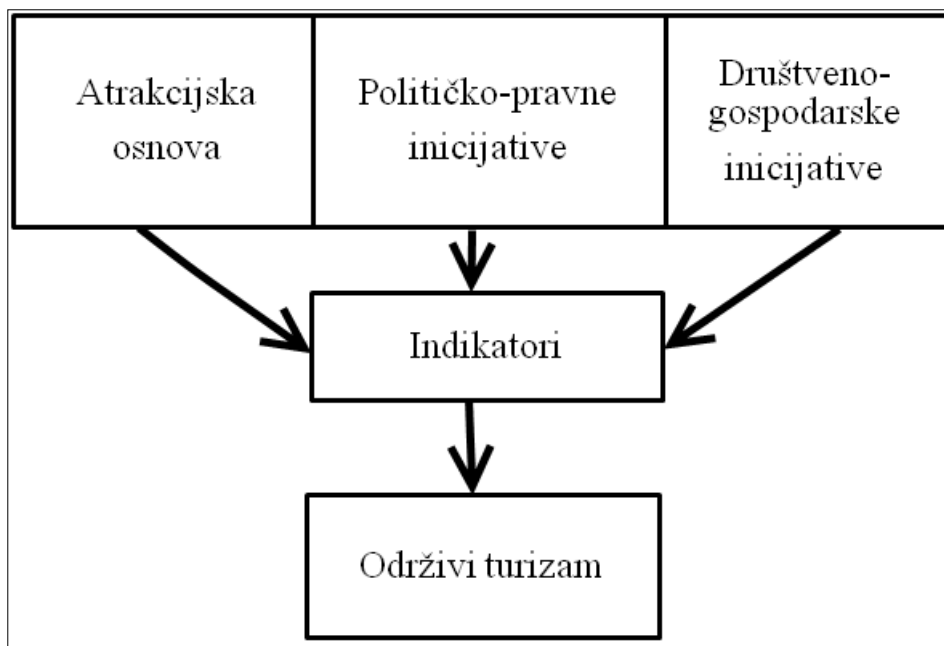 Atrakcijska
osnova
Političko-pravne
inicijative
Društveno-
gospodarske
inicijative
Indikatori
Održivi turizam